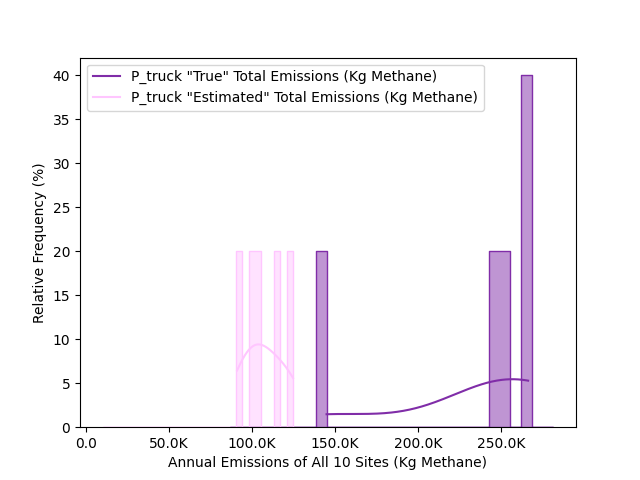 P_truck "True" Total Emissions (Kg Methane)
P_truck "Estimated" Total Emissions (Kg Methane)
40
35
30
25
20
15
10
5
0
Relative Frequency (%)
0.0 50.0K 100.0K 150.0K 200.0K 250.0K
Annual Emissions of All 10 Sites (Kg Methane)